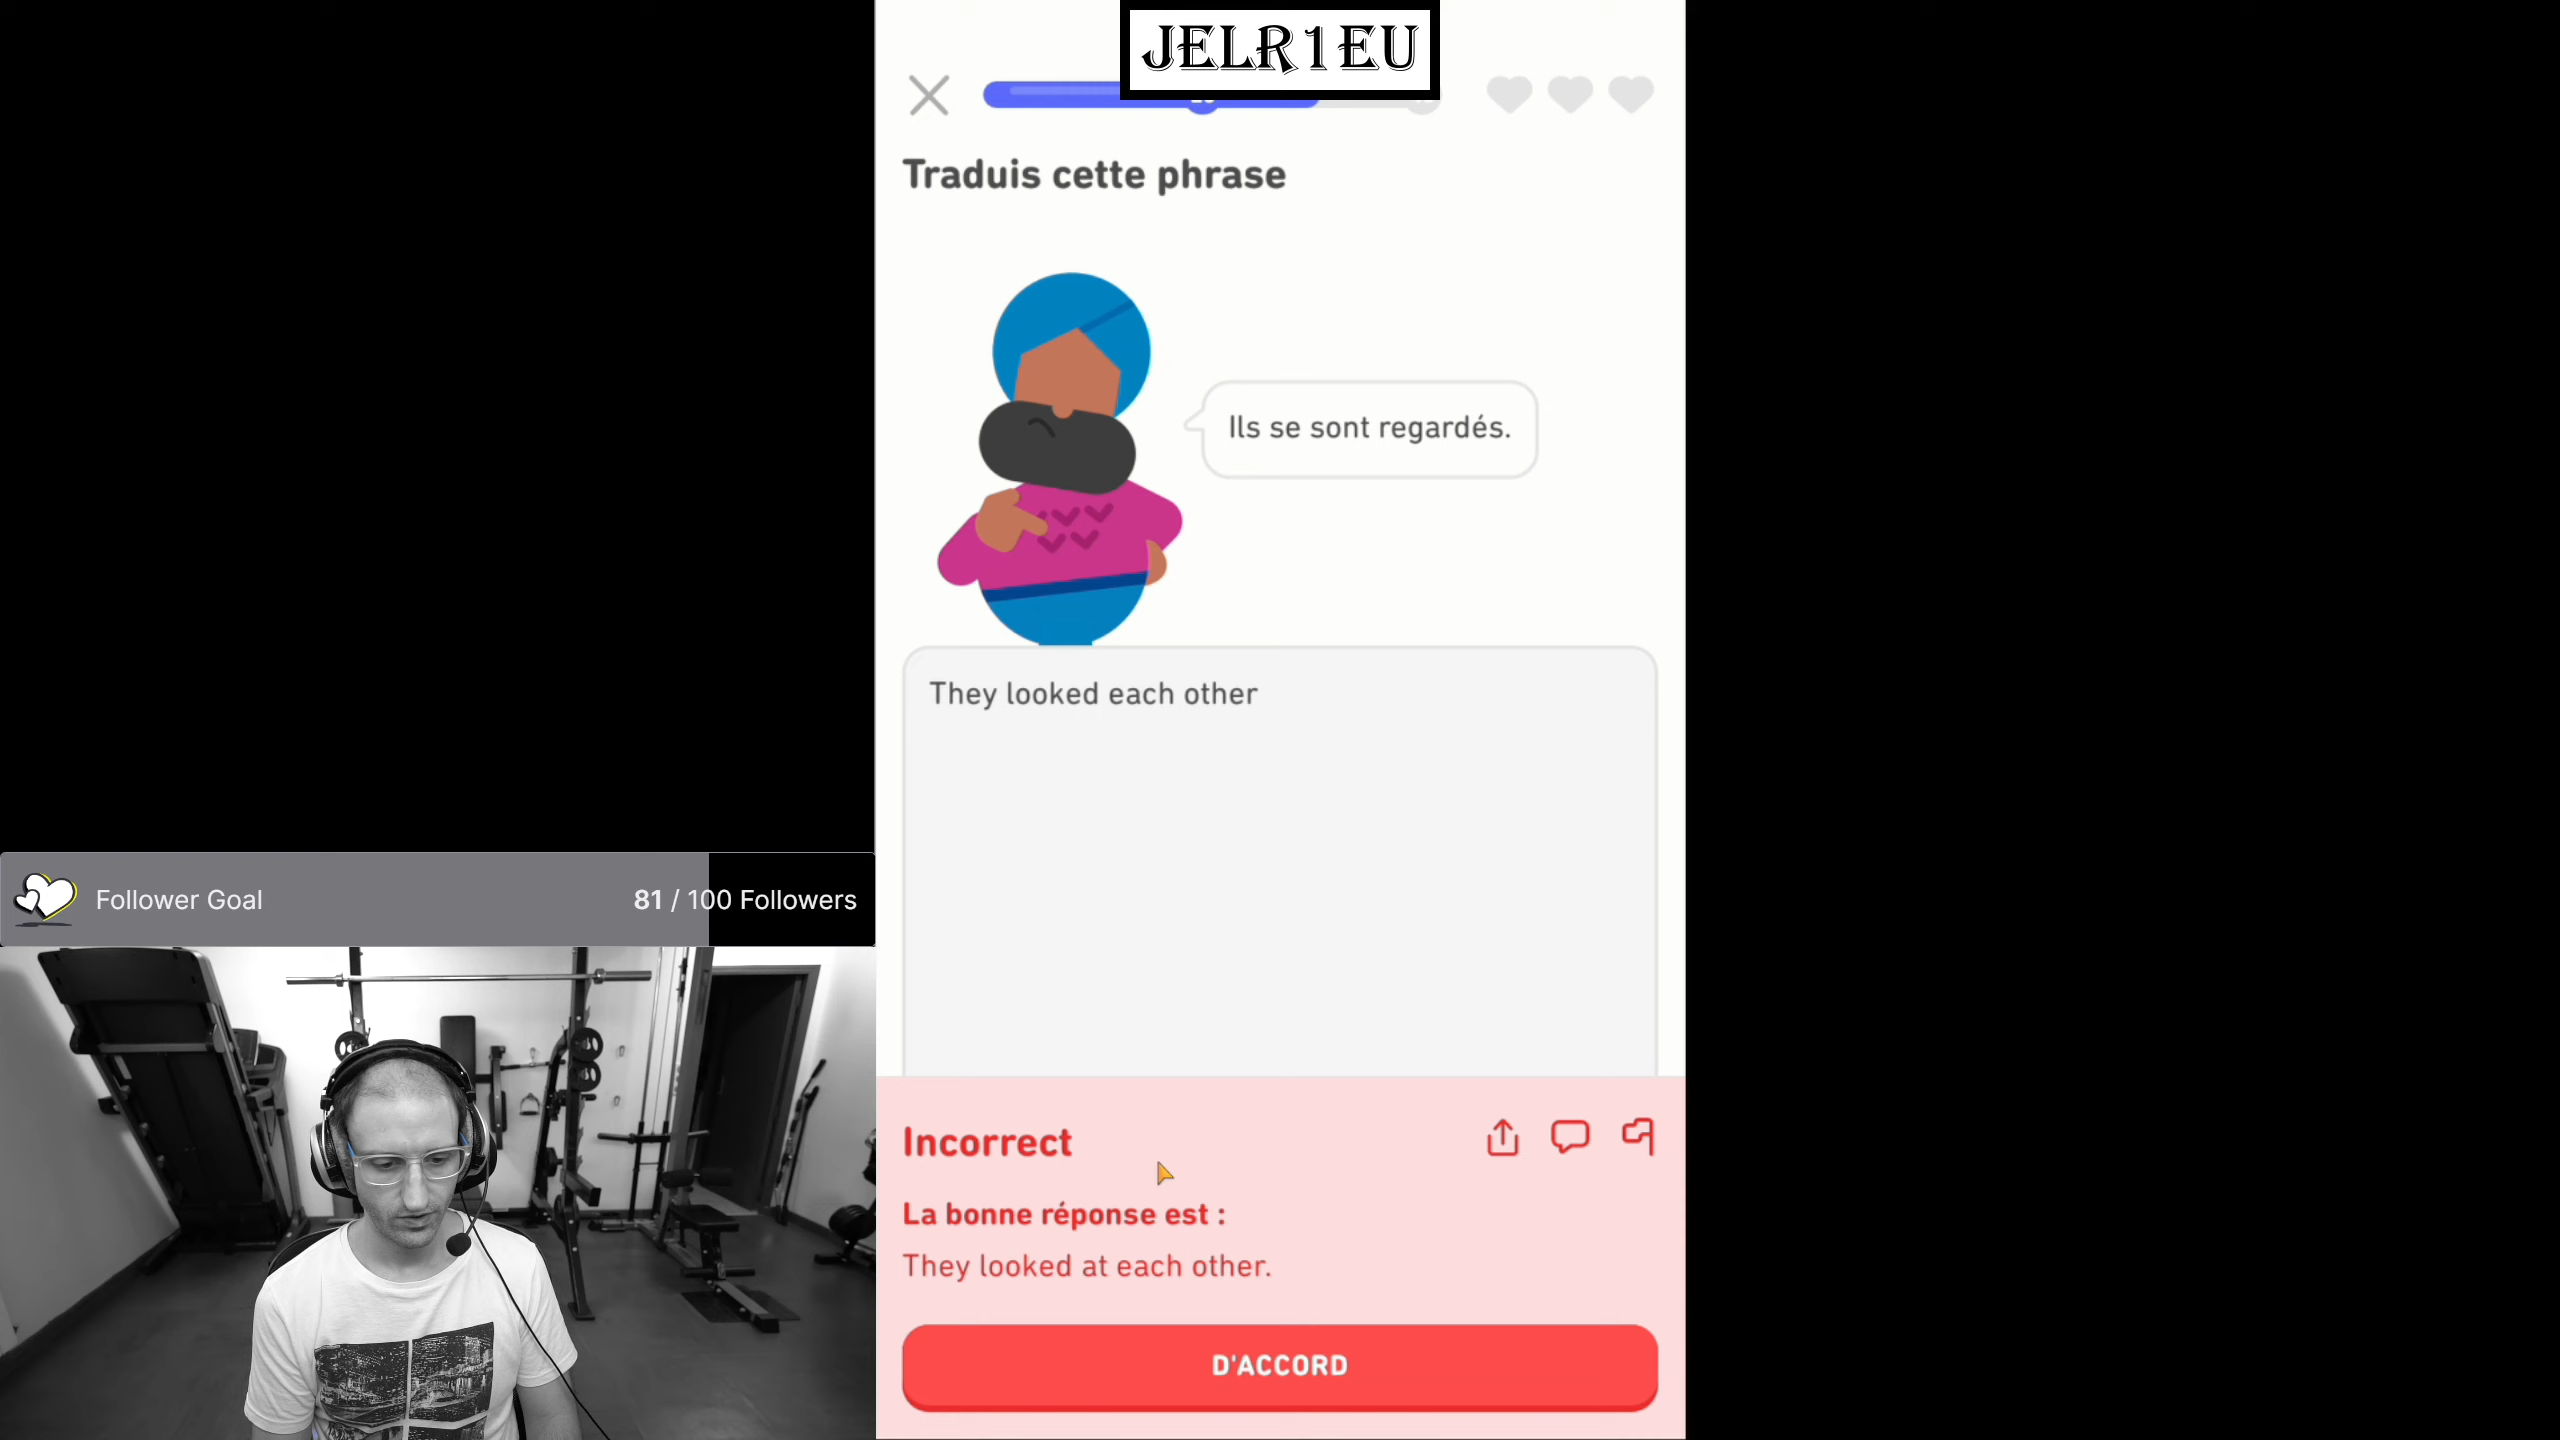 JELR1EU
Traduis cette phrase
Ils se sont regardés.
They looked each other
Follower Goal
81 / 100 Followers
Incorrect
La bonne réponse est :
They looked at each other.
D'ACCORD